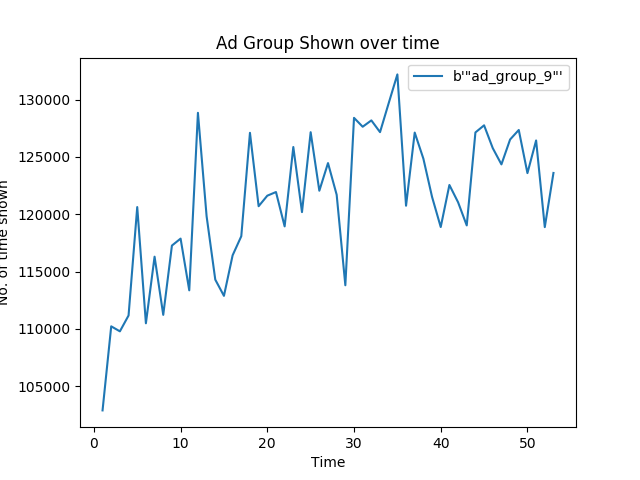 Ad Group Shown over time
b'"ad_group_9"'
130000
125000
120000
115000
110000
105000
No. of time shown
0 10 20 30 40 50
Time